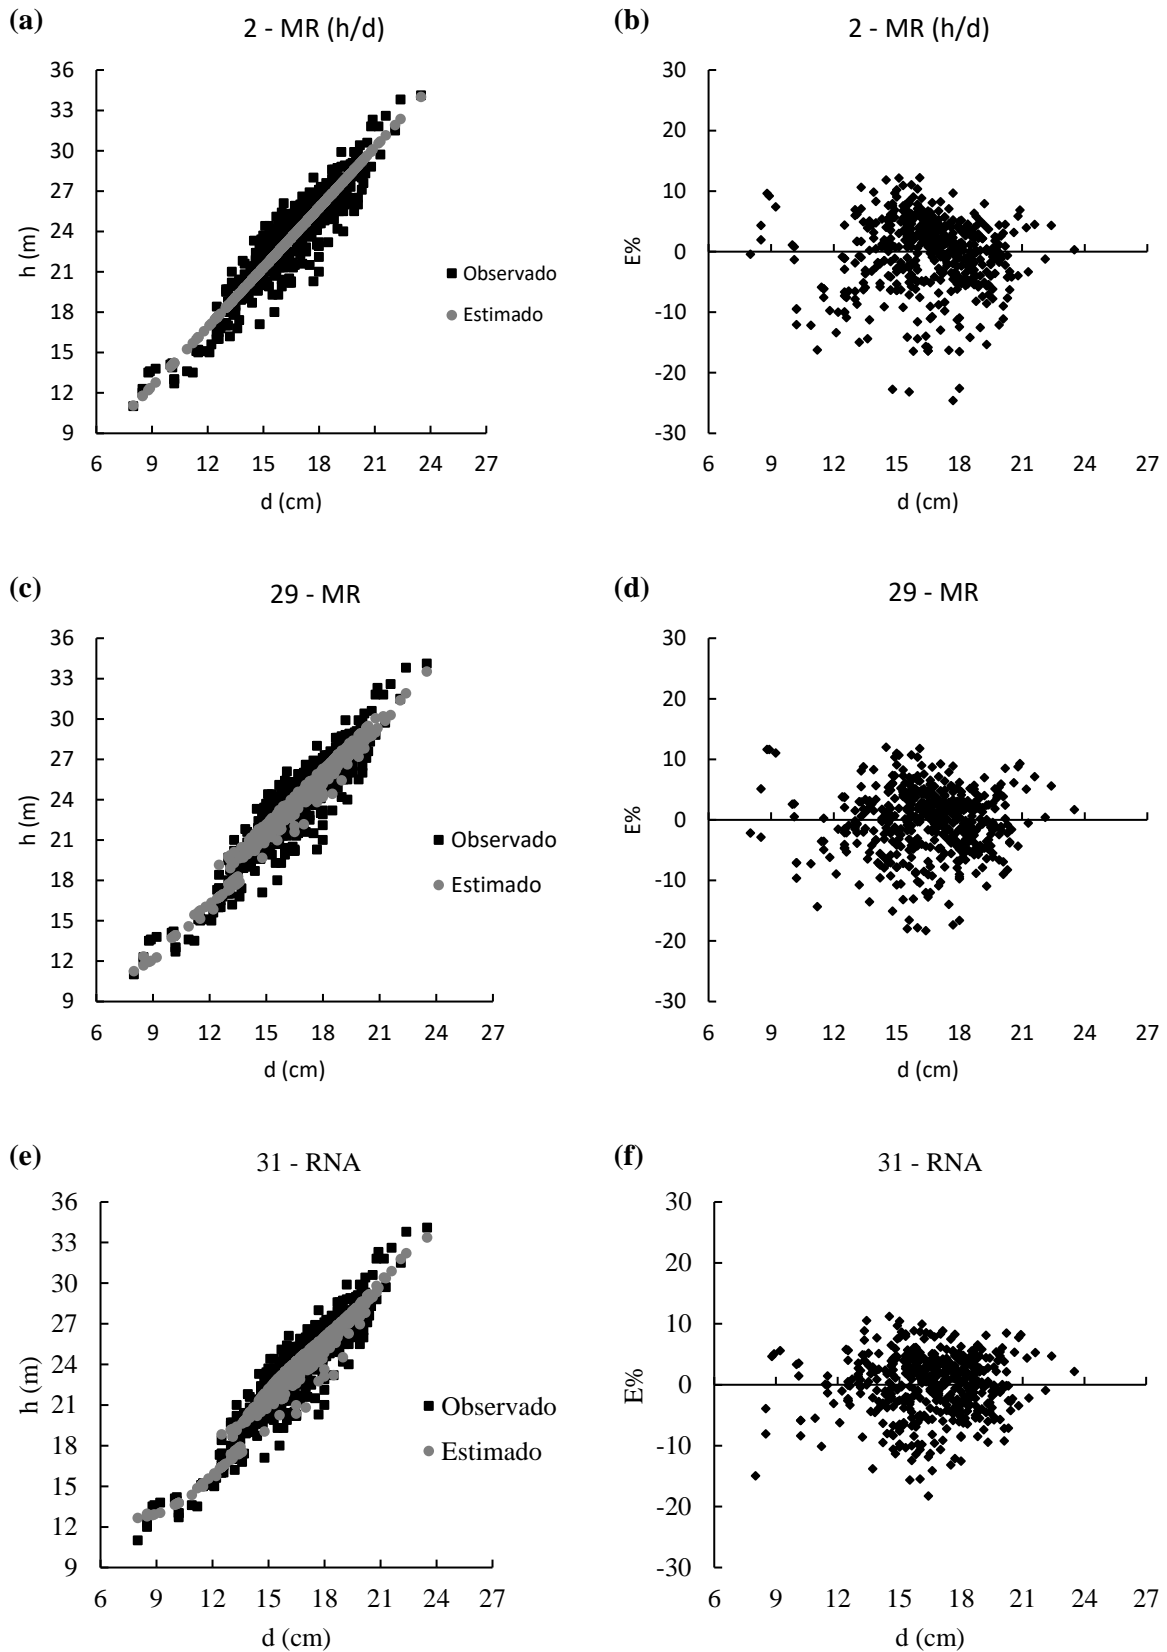 (a)
2 - MR (h/d)
36
33
30
27
24
21
18
15
12
9
h (m)
6 9 12 15 18 21 24 27
d (cm)
Observado
Estimado
(b)
2 - MR (h/d)
30
20
10
0
-10
-20
-30
E%
6 9 12 15 18 21 24 27
d (cm)
(c)
29 - MR
36
33
30
27
24
21
18
15
12
9
h (m)
6 9 12 15 18 21 24 27
d (cm)
Observado
Estimado
(d)
29 - MR
30
20
10
0
-10
-20
-30
E%
6 9 12 15 18 21 24 27
d (cm)
(e)
31 - RNA
36
33
30
27
24
21
18
15
12
9
h (m)
6 9 12 15 18 21 24 27
d (cm)
Observado
Estimado
(f)
31 - RNA
30
20
10
0
-10
-20
-30
E%
6 9 12 15 18 21 24 27
d (cm)